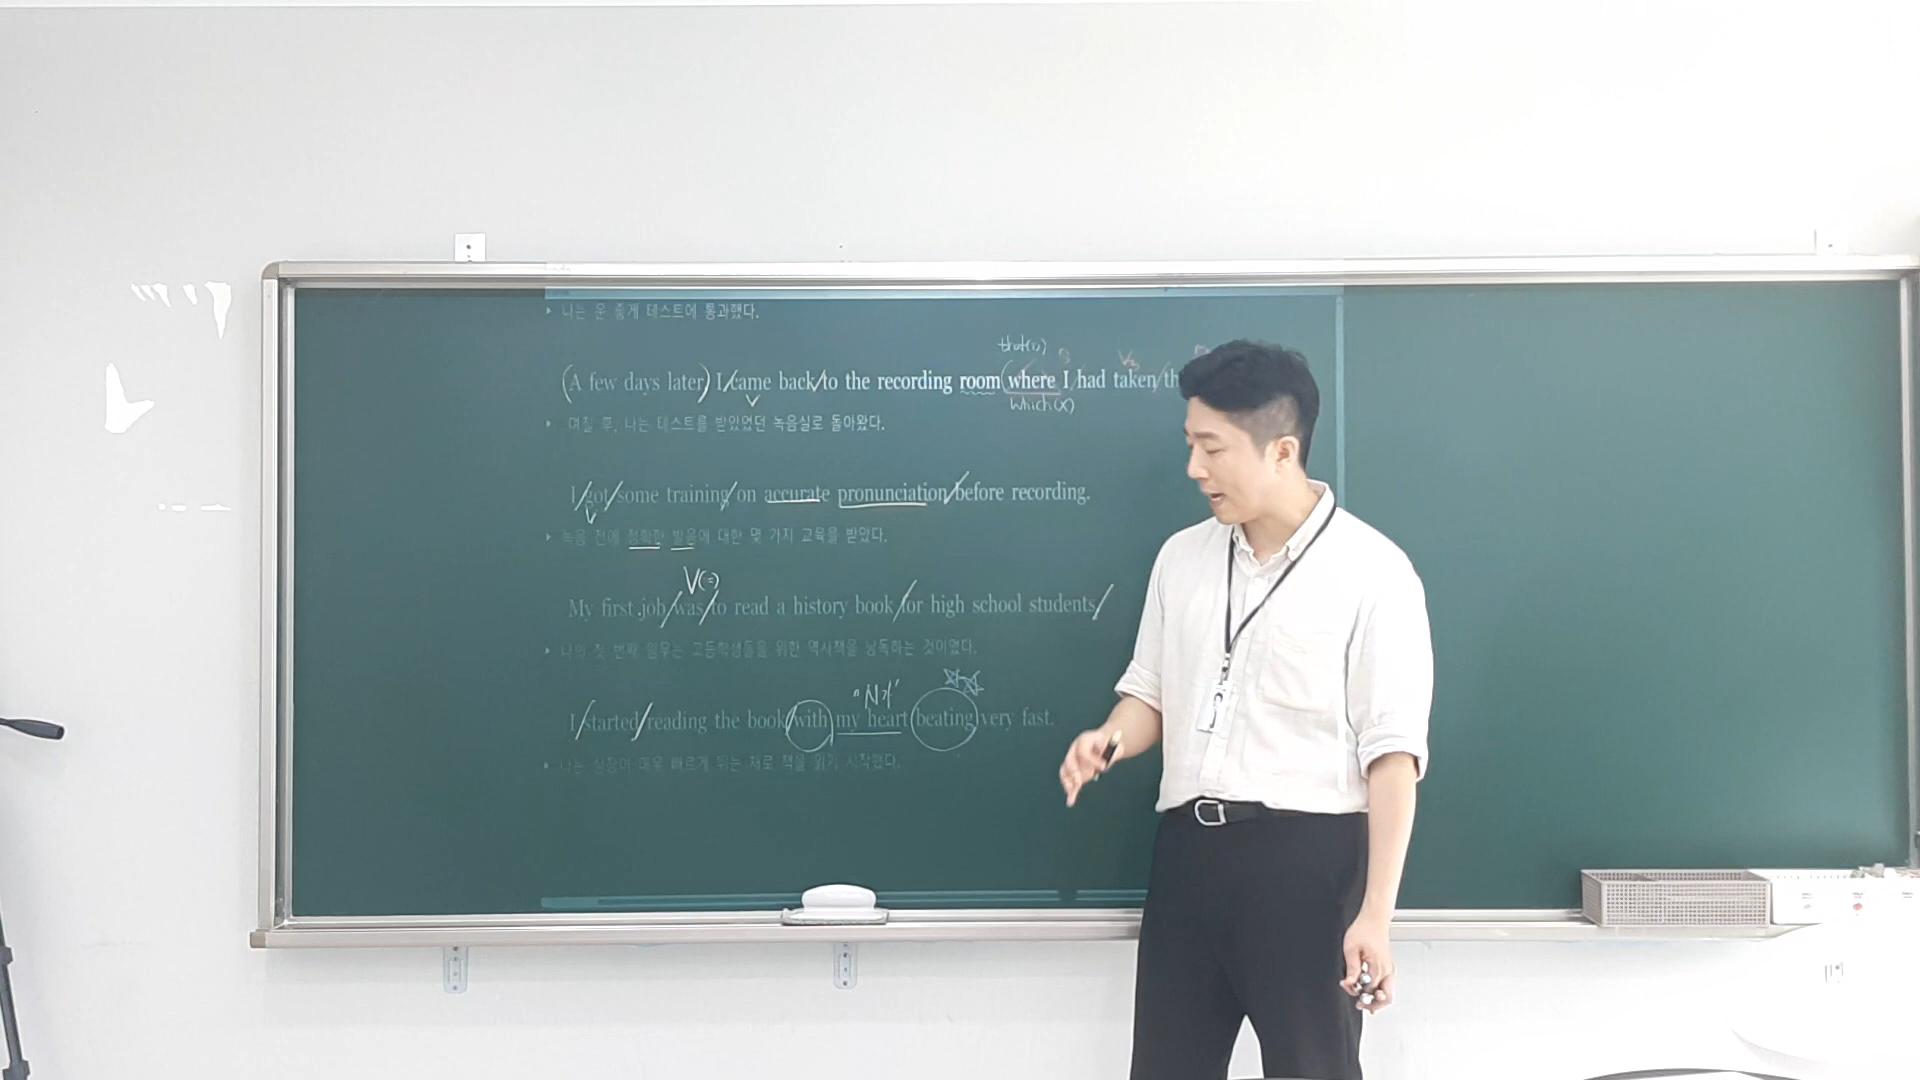 나는 운 좋게 테스트에 통과했다.
that(x)
(A few days later) I/came back/to the recording room (where I/had taken/th
which(x)
며칠 후, 나는 테스트를 받았었던 녹음실로 돌아왔다.
I/got/some training/on accurate pronunciation/before recording.
녹음 전에 정확한 발음에 대한 몇 가지 교육을 받았다.
V(=)
My first job/was/to read a history book/for high school students/
나의 첫 번째 임무는 고등학생들을 위한 역사책을 낭독하는 것이었다.
I/started/reading the book/with my heart beating very fast.
나는 심장이 매우 빠르게 뛰는 채로 책을 읽기 시작했다.